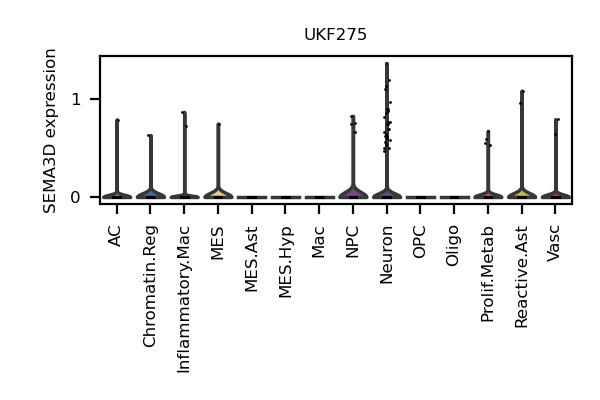 UKF275
SEMA3D expression
1
0
AC
Chromatin.Reg
Inflammatory.Mac
MES
MES.Ast
MES.Hyp
Mac
NPC
Neuron
OPC
Oligo
Prolif.Metab
Reactive.Ast
Vasc